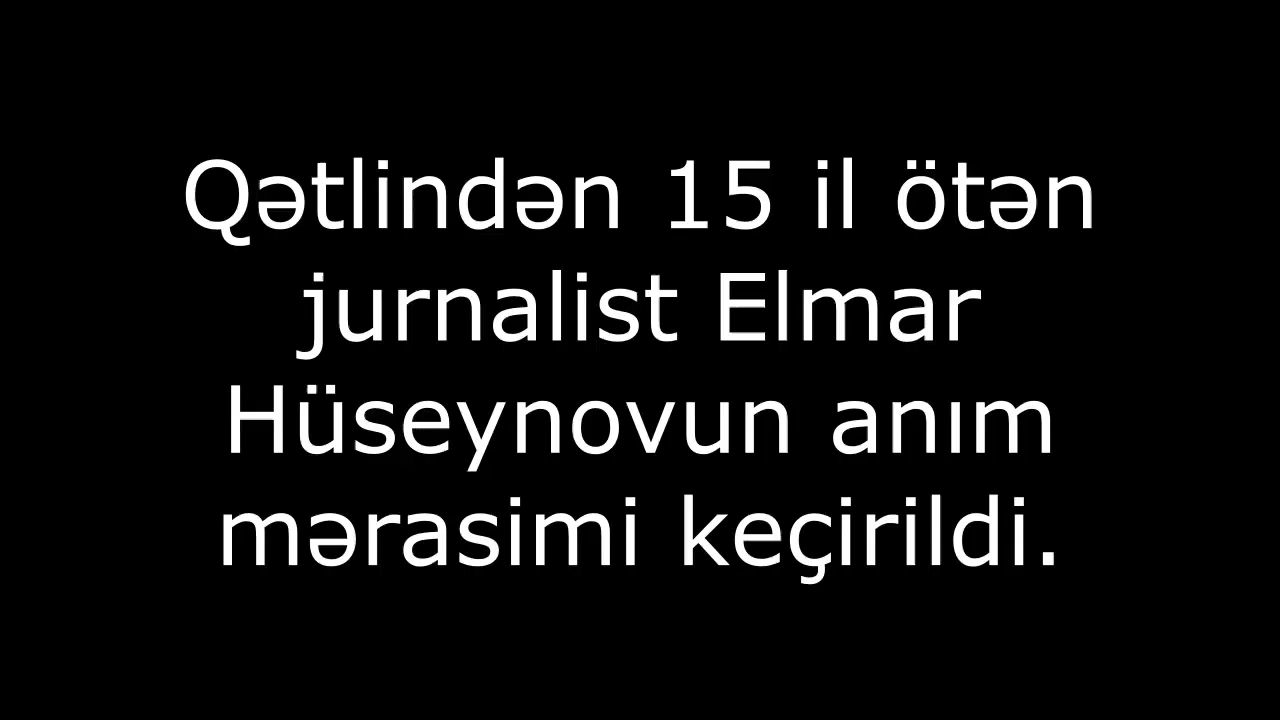 Qətlindən 15 il ötən
jurnalist Elmar
Hüseynovun anım
mərasimi keçirildi.